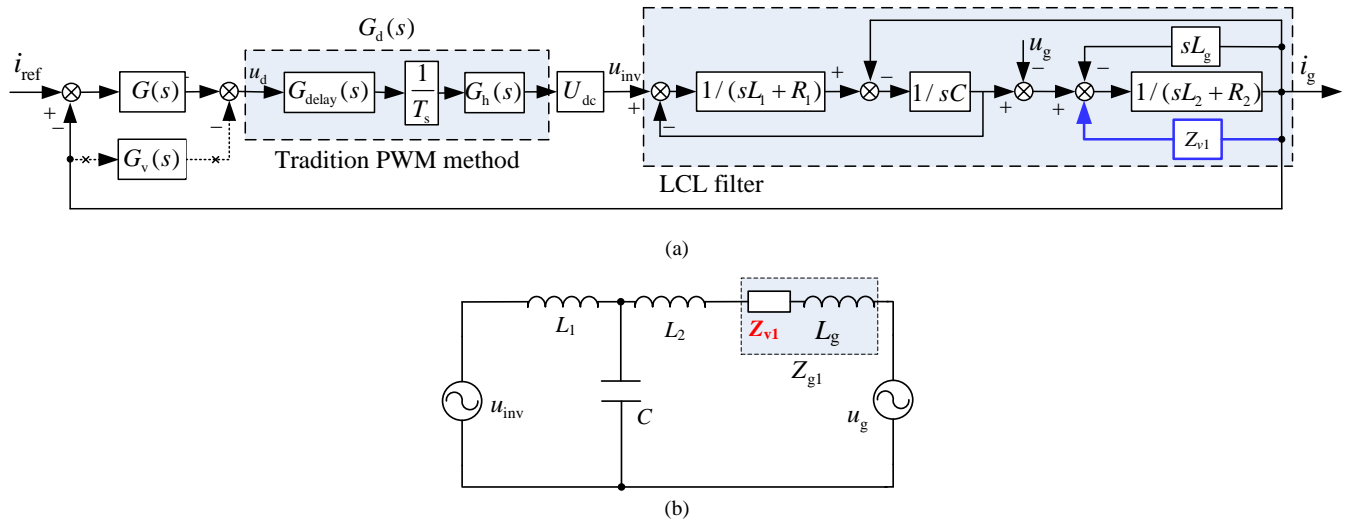 G_d(s)
i_ref
+
−
G(s)
−
u_d
G_delay(s)
1/T_s
G_h(s)
U_dc
u_inv
+
−
1/(sL_1 + R_1)
+
−
1/sC
+
u_g
−
+
−
sL_g
1/(sL_2 + R_2)
i_g
G_v(s)
Z_v1
Tradition PWM method
LCL filter
(a)
L_1
L_2
Z_v1
L_g
Z_g1
u_inv
C
u_g
(b)